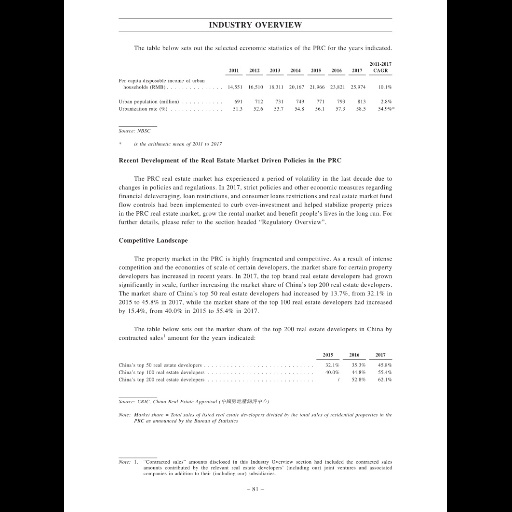 INDUSTRY OVERVIEW
The table below sets out the selected economic statistics of the PRC for the years indicated.
2011-2017
2011 2012 2013 2014 2015 2016 2017 CAGR
Per capita disposable income of urban
households (RMB) . . . . . . . . . . . . . 14,551 16,510 18,311 20,167 21,966 23,821 25,974 10.1%
Urban population (million) . . . . . . . . . . 691 712 731 749 771 793 813 2.8%
Urbanization rate (%) . . . . . . . . . . . . . 51.3 52.6 53.7 54.8 56.1 57.3 58.5 54.9%*
Source: NBSC
* is the arithmetic mean of 2011 to 2017
Recent Development of the Real Estate Market Driven Policies in the PRC
The PRC real estate market has experienced a period of volatility in the last decade due to
changes in policies and regulations. In 2017, strict policies and other economic measures regarding
financial deleveraging, loan restrictions, and consumer loans restrictions and real estate market fund
flow controls had been implemented to curb over-investment and helped stabilize property prices
in the PRC real estate market, grow the rental market and benefit people's lives in the long run. For
further details, please refer to the section headed "Regulatory Overview".
Competitive Landscape
The property market in the PRC is highly fragmented and competitive. As a result of intense
competition and the economies of scale of certain developers, the market share for certain property
developers has increased in recent years. In 2017, the top brand real estate developers had grown
significantly in scale, further increasing the market share of China's top 200 real estate developers.
The market share of China's top 50 real estate developers had increased by 13.7%, from 32.1% in
2015 to 45.8% in 2017, while the market share of the top 100 real estate developers had increased
by 15.4%, from 40.0% in 2015 to 55.4% in 2017.
The table below sets out the market share of the top 200 real estate developers in China by
contracted sales¹ amount for the years indicated:
2015 2016 2017
China's top 50 real estate developers . . . . . . . . . . . . . . . . . . . . . . . . . . 32.1% 35.3% 45.8%
China's top 100 real estate developers . . . . . . . . . . . . . . . . . . . . . . . . . . 40.0% 44.8% 55.4%
China's top 200 real estate developers . . . . . . . . . . . . . . . . . . . . . . . . . . / 52.8% 62.1%
Source: CRIC, China Real Estate Appraisal (中國房地產測評中心)
Note: Market share = Total sales of listed real estate developers divided by the total sales of residential properties in the
PRC as announced by the Bureau of Statistics
Note: 1. "Contracted sales" amounts disclosed in this Industry Overview section had included the contracted sales
amounts contributed by the relevant real estate developers' (including our) joint ventures and associated
companies in addition to their (including our) subsidiaries.
– 81 –